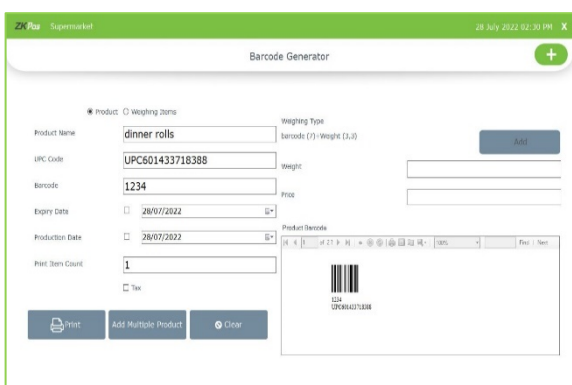 ZKPos Supermarket 28 July 2022 02:30 PM X
Barcode Generator
+
Product Weighing Items
Product Name dinner rolls
UPC Code UPC601433718388
Barcode 1234
Expiry Date 28/07/2022
Production Date 28/07/2022
Print Item Count 1
Tax
Print Add Multiple Product Clear
Weighing Type
barcode (7)+Weight (3,3) Add
Weight
Price
Product Barcode
1 of 2? 100% Find | Next
1234
UPC601433718388